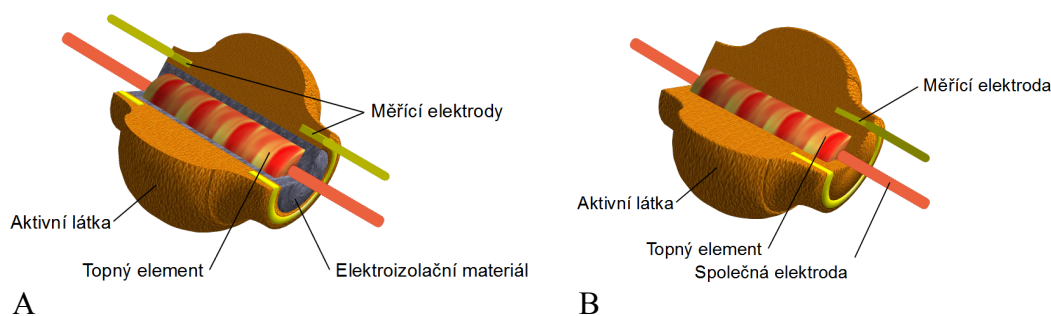 Měřící elektrody
Aktivní látka
Topný element
Elektroizolační materiál
A
Měřící elektroda
Aktivní látka
Topný element
Společná elektroda
B